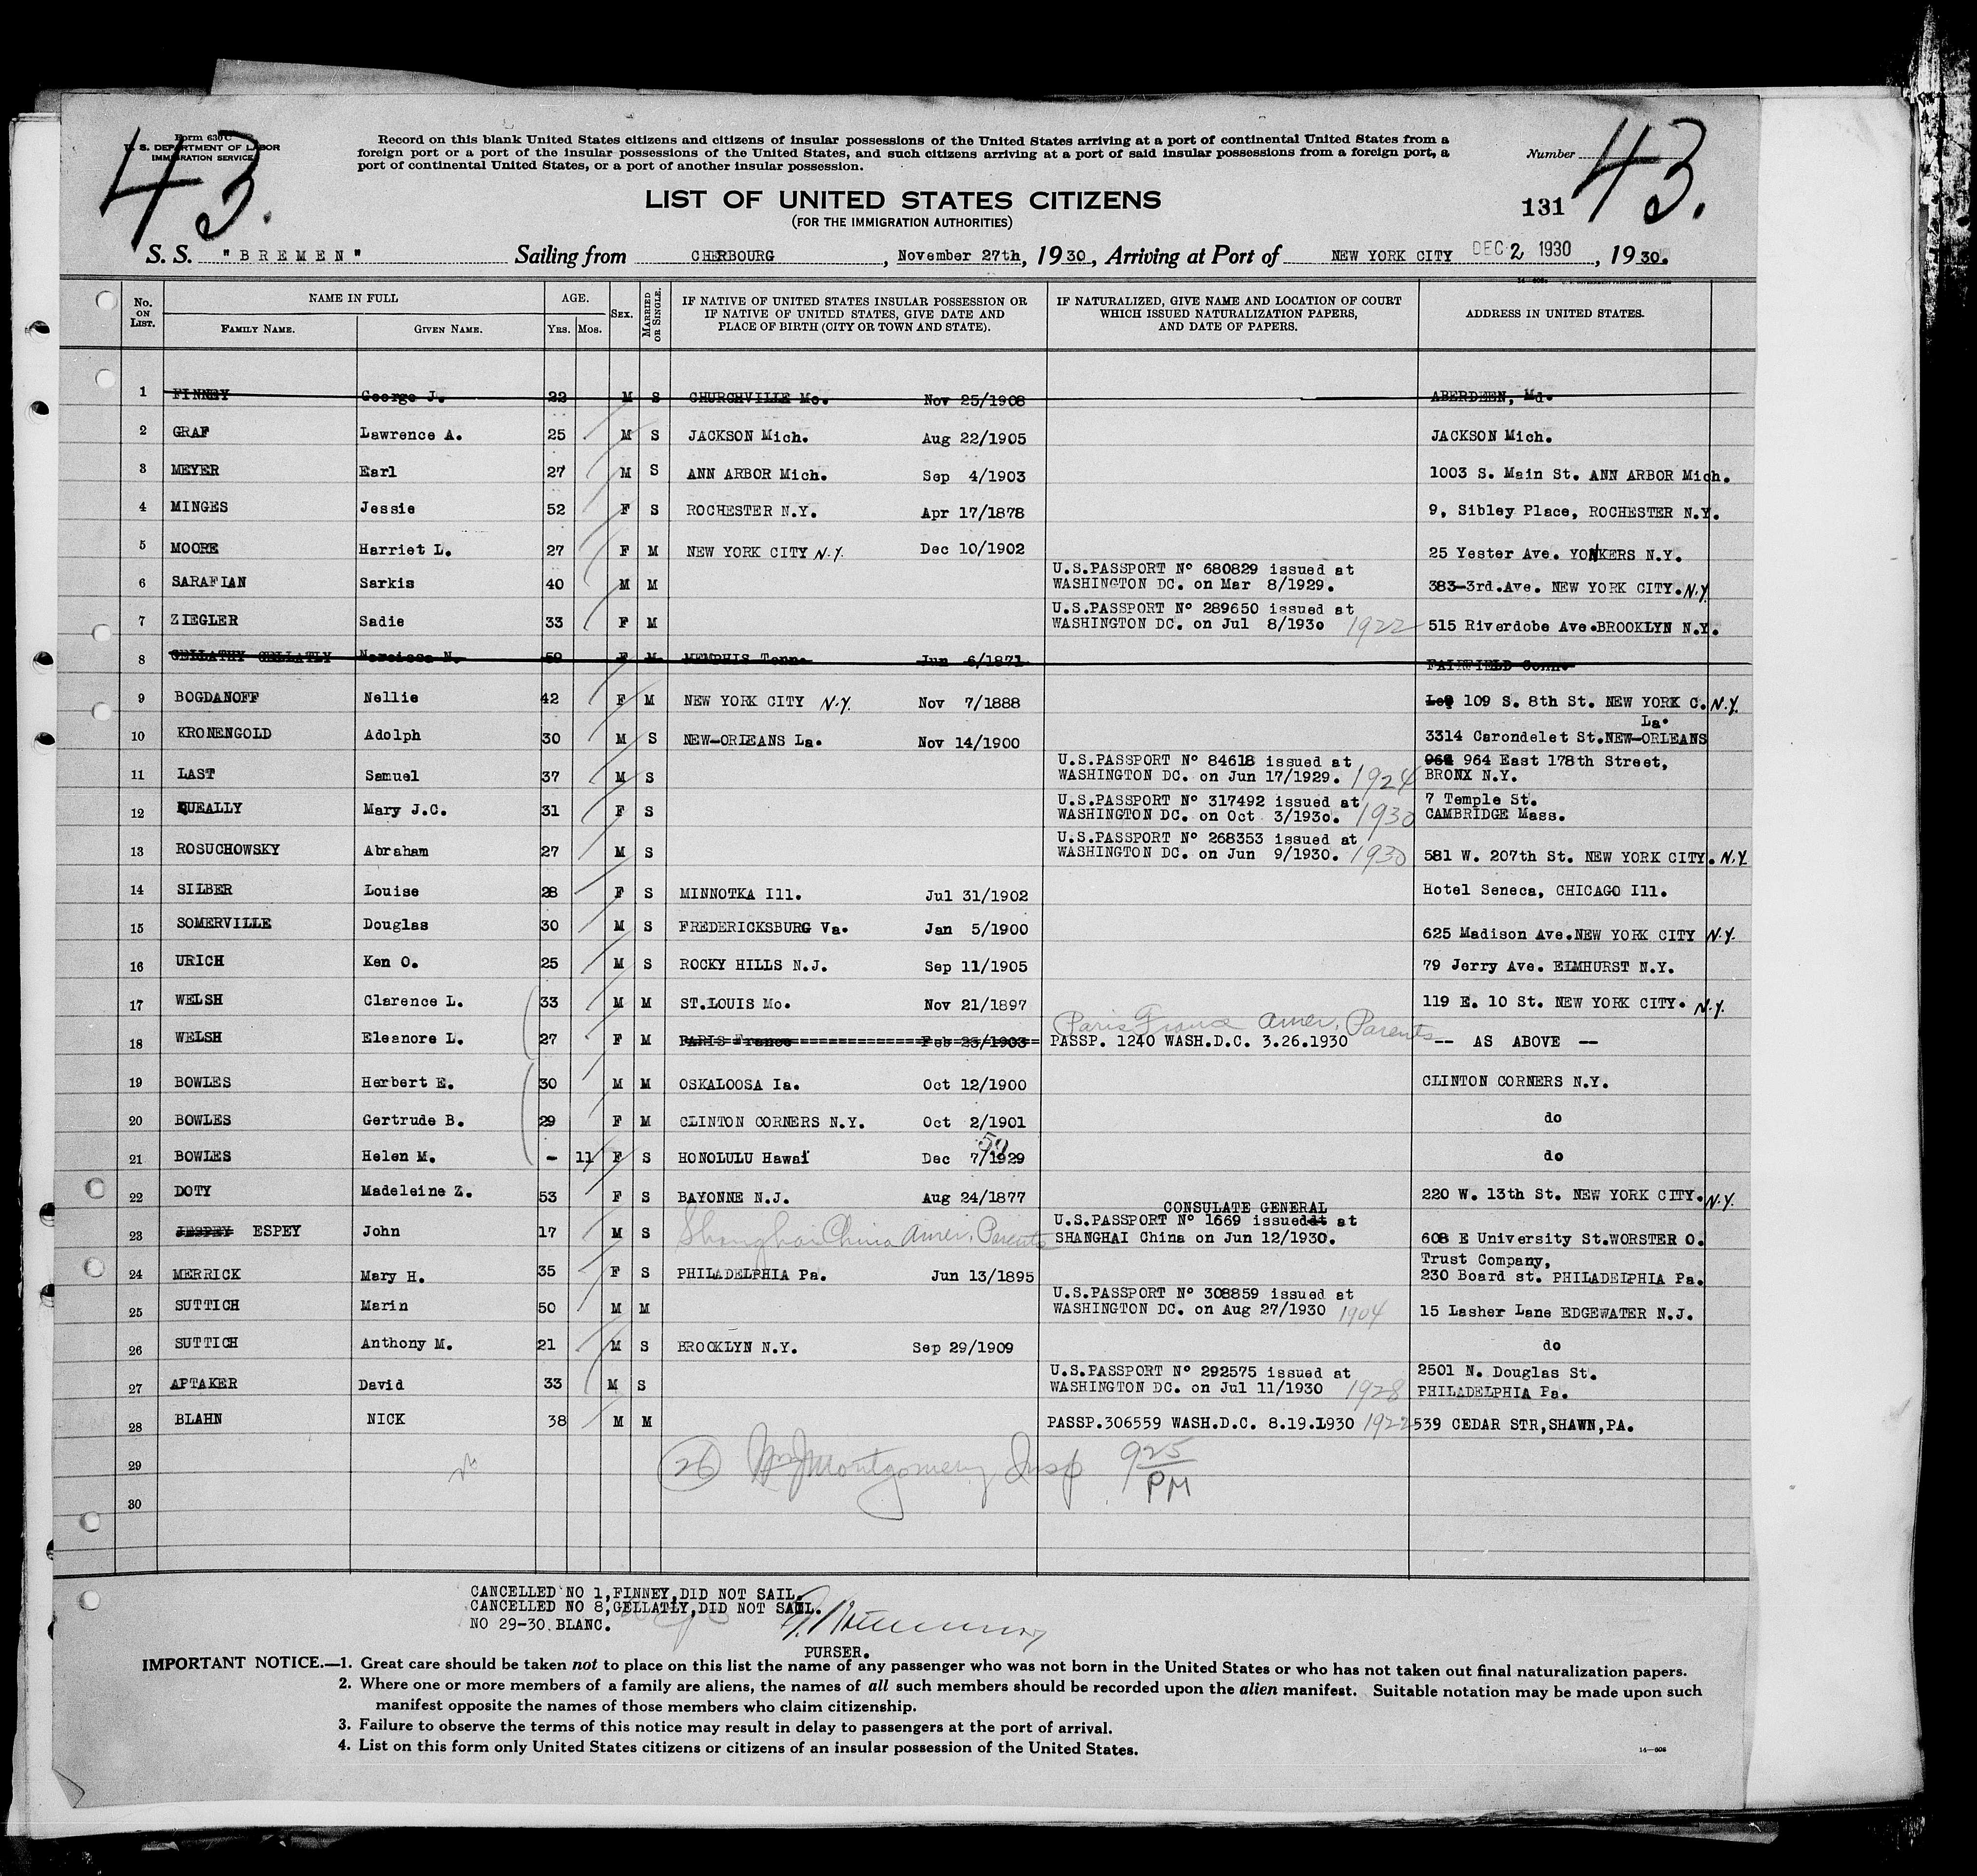 43.
Form 630 C
U. S. DEPARTMENT OF LABOR
IMMIGRATION SERVICE
Record on this blank United States citizens and citizens of insular possessions of the United States arriving at a port of continental United States from a
foreign port or a port of the insular possessions of the United States, and such citizens arriving at a port of said insular possessions from a foreign port, a
port of continental United States, or a port of another insular possession.
Number
43.
LIST OF UNITED STATES CITIZENS
(FOR THE IMMIGRATION AUTHORITIES)
131
S. S. "BREMEN" Sailing from CHERBOURG, November 27th, 1930, Arriving at Port of NEW YORK CITY DEC 2 1930, 1930.
No. ON LIST. NAME IN FULL FAMILY NAME. GIVEN NAME. AGE. YRS. MOS. SEX. MARRIED OR SINGLE. IF NATIVE OF UNITED STATES INSULAR POSSESSION OR IF NATIVE OF UNITED STATES, GIVE DATE AND PLACE OF BIRTH (CITY OR TOWN AND STATE). IF NATURALIZED, GIVE NAME AND LOCATION OF COURT WHICH ISSUED NATURALIZATION PAPERS, AND DATE OF PAPERS. ADDRESS IN UNITED STATES.
1 FINNEY George J. 22 M S CHURCHVILLE Mo. Nov 25/1908 ABERDEEN, Md.
2 GRAF Lawrence A. 25 M S JACKSON Mich. Aug 22/1905 JACKSON Mich.
3 MEYER Earl 27 M S ANN ARBOR Mich. Sep 4/1903 1003 S. Main St. ANN ARBOR Mich.
4 MINGES Jessie 52 F S ROCHESTER N.Y. Apr 17/1878 9, Sibley Place, ROCHESTER N.Y.
5 MOORE Harriet L. 27 F M NEW YORK CITY N.Y. Dec 10/1902 25 Yester Ave. YONKERS N.Y.
6 SARAFIAN Sarkis 40 M M U.S.PASSPORT Nº 680829 issued at WASHINGTON DC. on Mar 8/1929. 383-3rd.Ave. NEW YORK CITY. N.Y.
7 ZIEGLER Sadie 33 F M U.S.PASSPORT Nº 289650 issued at WASHINGTON DC. on Jul 8/1930 1922 515 Riverdobe Ave.BROOKLYN N.Y.
8 GELLATHY GELLATLY Narcissa N. 59 F M MEMPHIS Tenn. Jun 6/1871 FAIRFIELD Conn.
9 BOGDANOFF Nellie 42 F M NEW YORK CITY N.Y. Nov 7/1888 109 S. 8th St. NEW YORK C. N.Y.
10 KRONENGOLD Adolph 30 M S NEW-ORLEANS La. Nov 14/1900 3314 Carondelet St.NEW-ORLEANS La.
11 LAST Samuel 37 M S U.S.PASSPORT Nº 84618 issued at WASHINGTON DC. on Jun 17/1929. 1924 964 East 178th Street, BRONX N.Y.
12 QUEALLY Mary J.C. 31 F S U.S.PASSPORT Nº 317492 issued at WASHINGTON DC. on Oct 3/1930. 1930 7 Temple St. CAMBRIDGE Mass.
13 ROSUCHOWSKY Abraham 27 M S U.S.PASSPORT Nº 268353 issued at WASHINGTON DC. on Jun 9/1930. 1930 581 W. 207th St. NEW YORK CITY. N.Y.
14 SILBER Louise 28 F S MINNOTKA Ill. Jul 31/1902 Hotel Seneca, CHICAGO Ill.
15 SOMERVILLE Douglas 30 M S FREDERICKSBURG Va. Jan 5/1900 625 Madison Ave.NEW YORK CITY N.Y.
16 URICH Ken O. 25 M S ROCKY HILLS N.J. Sep 11/1905 79 Jerry Ave. ELMHURST N.Y.
17 WELSH Clarence L. 33 M M ST.LOUIS Mo. Nov 21/1897 119 E. 10 St. NEW YORK CITY. N.Y.
18 WELSH Eleanore L. 27 F M PARIS France Feb 23/1903 Paris France Amer. Parents PASSP. 1240 WASH.D.C. 3.26.1930 -- AS ABOVE --
19 BOWLES Herbert E. 30 M M OSKALOOSA Ia. Oct 12/1900 CLINTON CORNERS N.Y.
20 BOWLES Gertrude B. 29 F M CLINTON CORNERS N.Y. Oct 2/1901 do
21 BOWLES Helen M. - 11 F S HONOLULU Hawai Dec 7/1929 do
22 DOTY Madeleine Z. 53 F S BAYONNE N.J. Aug 24/1877 220 W. 13th St. NEW YORK CITY. N.Y.
23 JESPEY ESPEY John 17 M S Shanghai China Amer. Parents CONSULATE GENERAL U.S.PASSPORT Nº 1669 issued at SHANGHAI China on Jun 12/1930. 608 E University St.WORSTER O.
24 MERRICK Mary H. 35 F S PHILADELPHIA Pa. Jun 13/1895 Trust Company, 230 Board st. PHILADELPHIA Pa.
25 SUTTICH Marin 50 M M U.S.PASSPORT Nº 308859 issued at WASHINGTON DC. on Aug 27/1930 1904 15 Lasher Lane EDGEWATER N.J.
26 SUTTICH Anthony M. 21 M S BROOKLYN N.Y. Sep 29/1909 do
27 APTAKER David 33 M S U.S.PASSPORT Nº 292575 issued at WASHINGTON DC. on Jul 11/1930 1928 2501 N. Douglas St. PHILADELPHIA Pa.
28 BLAHN NICK 38 M M PASSP.306559 WASH.D.C. 8.19.1930 1922 539 CEDAR STR,SHAWN,PA.
29 26 Montgomery Insp 925 PM
30
CANCELLED NO 1,FINNEY,DID NOT SAIL.
CANCELLED NO 8,GELLATLY,DID NOT SAIL.
NO 29-30 BLANC.
PURSER.
IMPORTANT NOTICE.—1. Great care should be taken not to place on this list the name of any passenger who was not born in the United States or who has not taken out final naturalization papers.
2. Where one or more members of a family are aliens, the names of all such members should be recorded upon the alien manifest. Suitable notation may be made upon such
manifest opposite the names of those members who claim citizenship.
3. Failure to observe the terms of this notice may result in delay to passengers at the port of arrival.
4. List on this form only United States citizens or citizens of an insular possession of the United States.
14—606